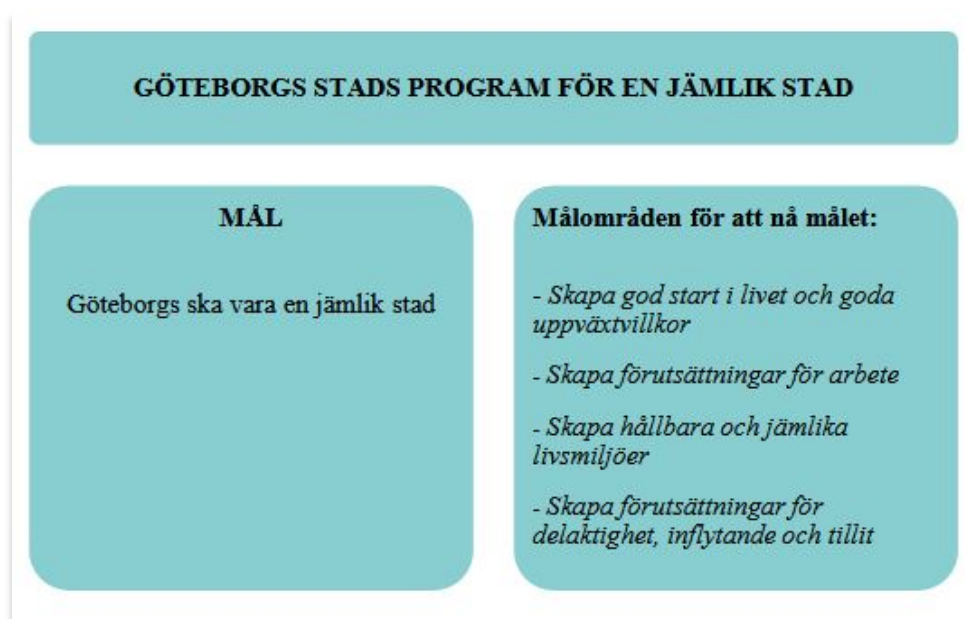 GÖTEBORGS STADS PROGRAM FÖR EN JÄMLIK STAD
MÅL
Göteborgs ska vara en jämlik stad
Målområden för att nå målet:
- Skapa god start i livet och goda
uppväxtvillkor
- Skapa förutsättningar för arbete
- Skapa hållbara och jämlika
livsmiljöer
- Skapa förutsättningar för
delaktighet, inflytande och tillit